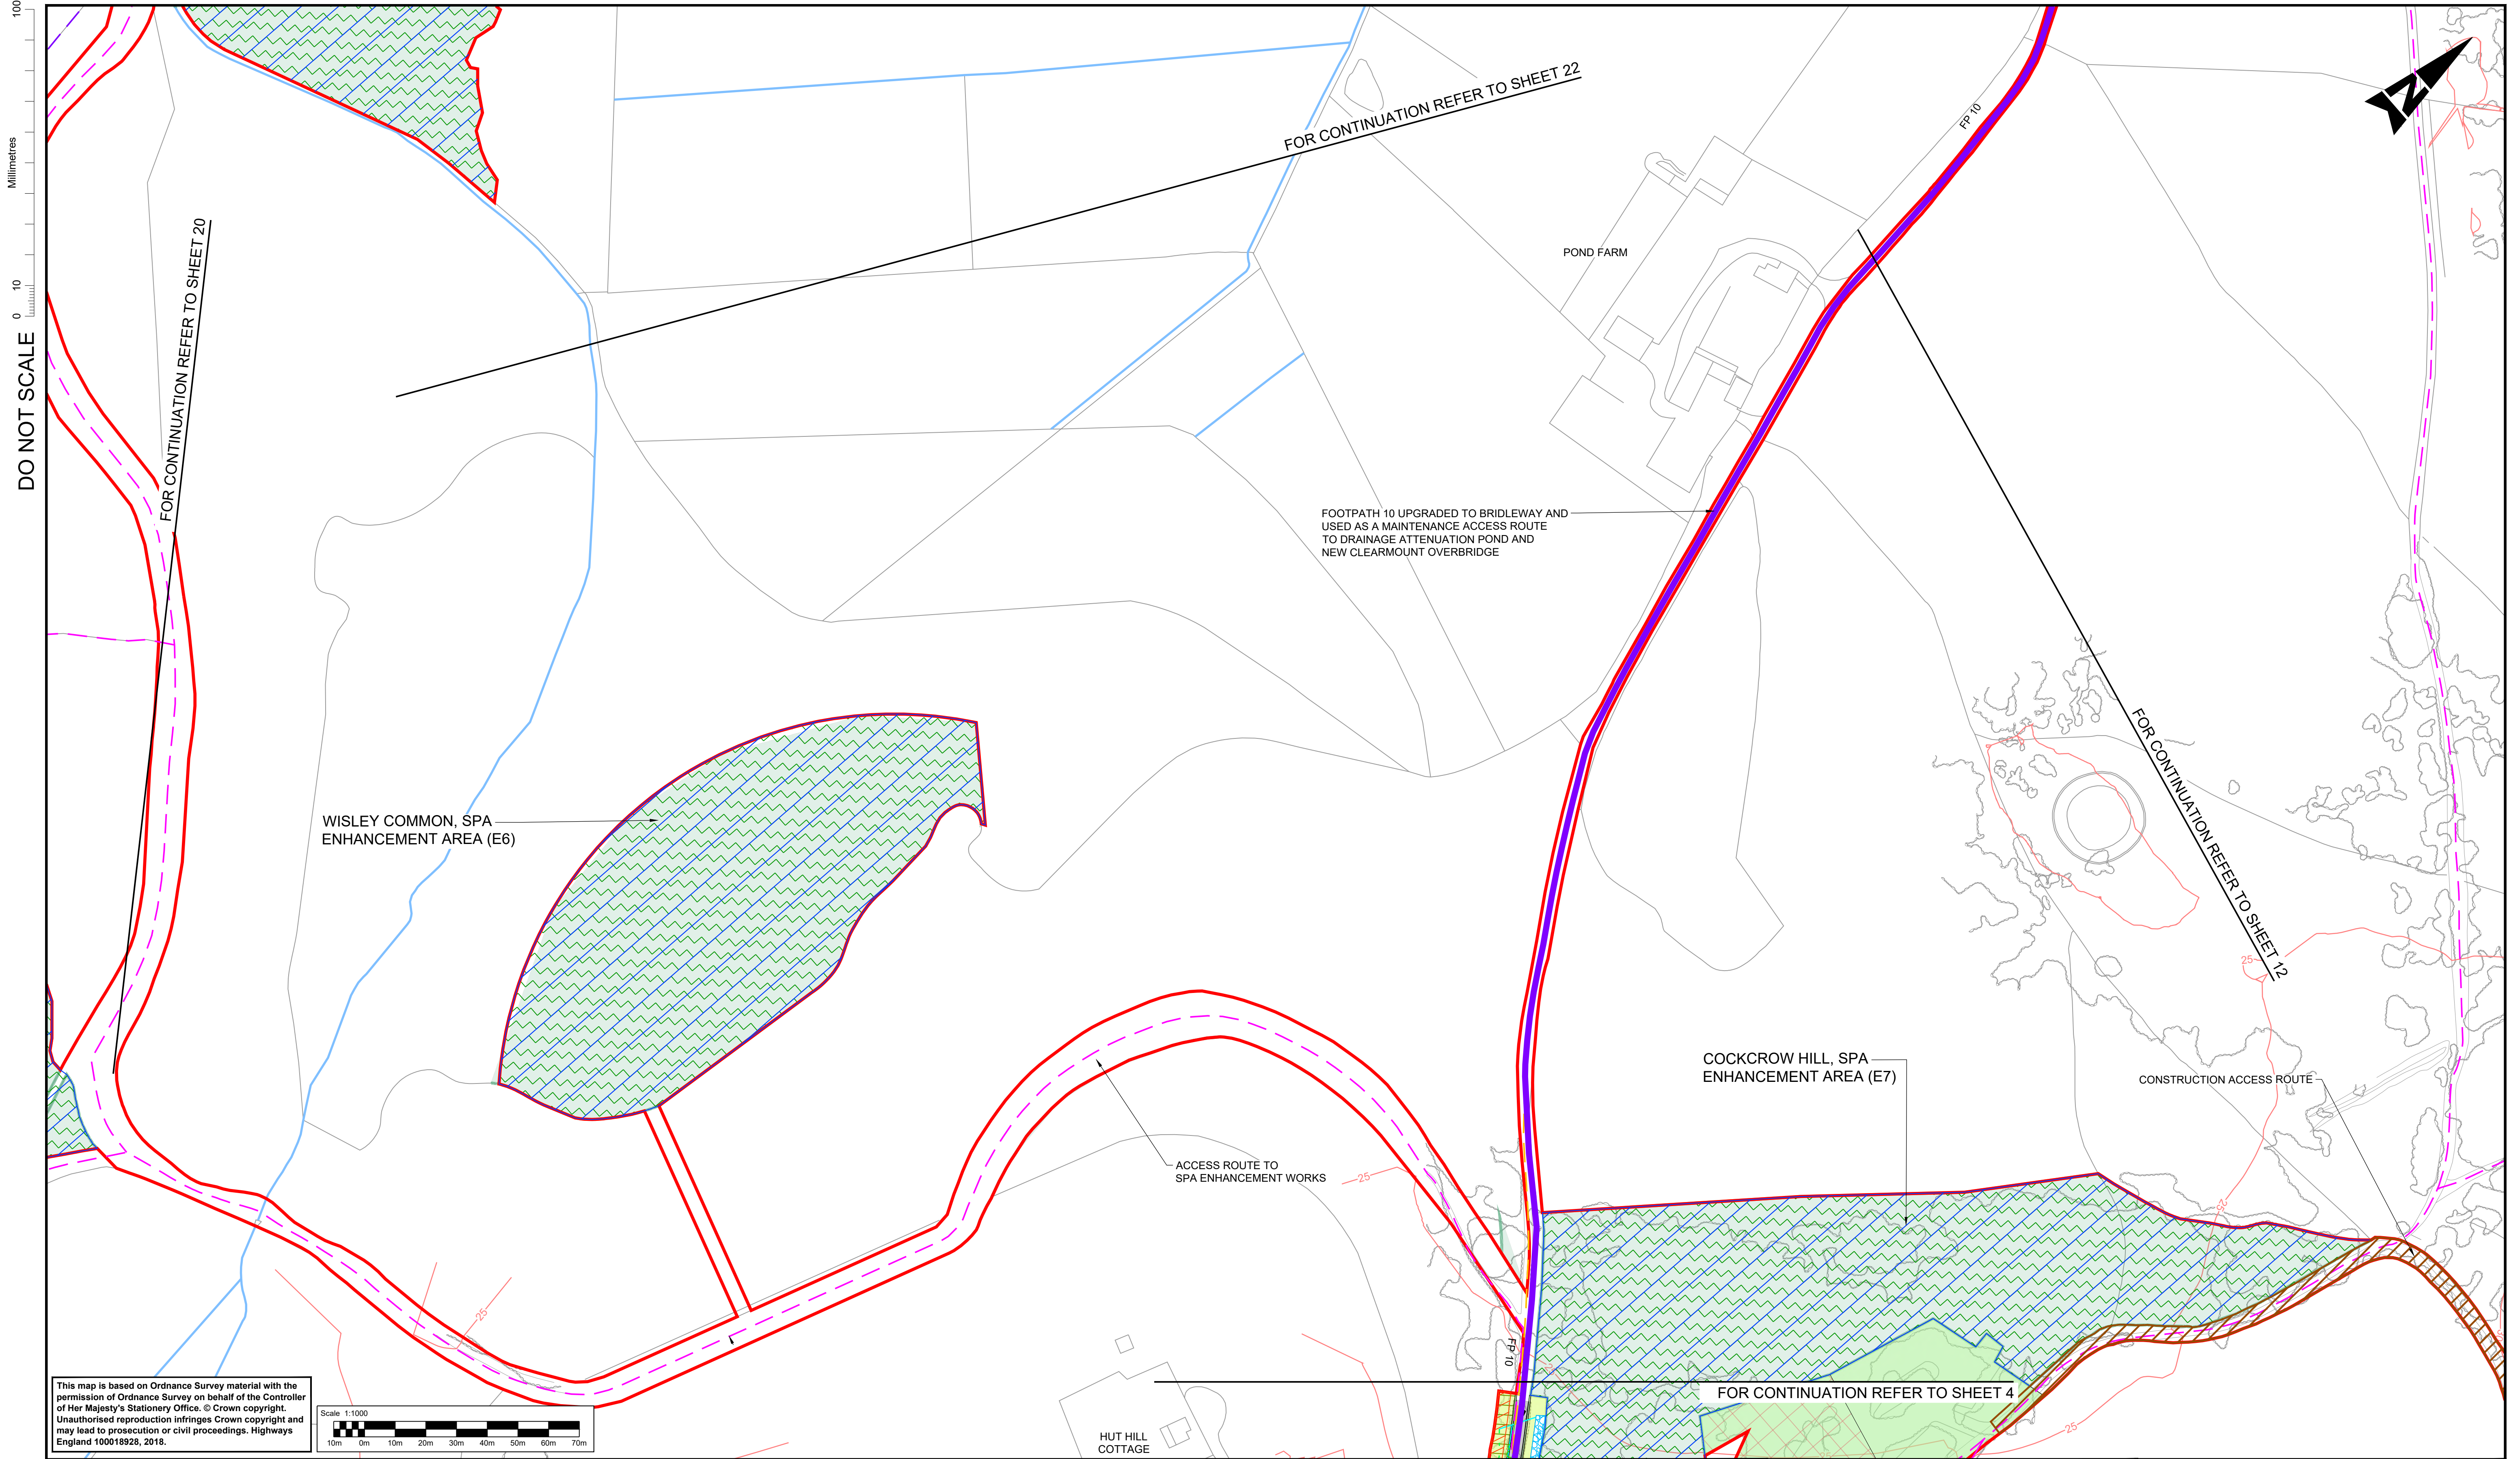 100
Millimetres
10
0
DO NOT SCALE
FOR CONTINUATION REFER TO SHEET 22
FP 10
N
FOR CONTINUATION REFER TO SHEET 20
POND FARM
FOOTPATH 10 UPGRADED TO BRIDLEWAY AND
USED AS A MAINTENANCE ACCESS ROUTE
TO DRAINAGE ATTENUATION POND AND
NEW CLEARMOUNT OVERBRIDGE
FOR CONTINUATION REFER TO SHEET 12
WISLEY COMMON, SPA
ENHANCEMENT AREA (E6)
25
COCKCROW HILL, SPA
ENHANCEMENT AREA (E7)
CONSTRUCTION ACCESS ROUTE
ACCESS ROUTE TO
SPA ENHANCEMENT WORKS
25
25
25
FP 10
FOR CONTINUATION REFER TO SHEET 4
25
HUT HILL
COTTAGE
This map is based on Ordnance Survey material with the
permission of Ordnance Survey on behalf of the Controller
of Her Majesty's Stationery Office. © Crown copyright.
Unauthorised reproduction infringes Crown copyright and
may lead to prosecution or civil proceedings. Highways
England 100018928, 2018.
Scale 1:1000
10m 0m 10m 20m 30m 40m 50m 60m 70m